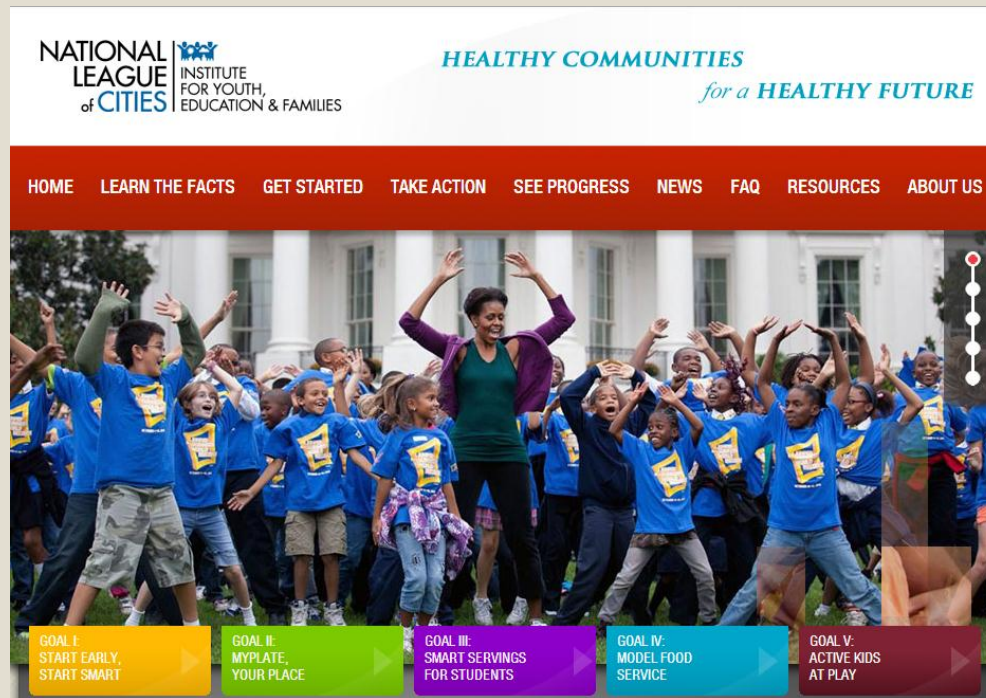 NATIONAL
LEAGUE
of CITIES
INSTITUTE
FOR YOUTH,
EDUCATION & FAMILIES
HEALTHY COMMUNITIES
for a HEALTHY FUTURE
HOME LEARN THE FACTS GET STARTED TAKE ACTION SEE PROGRESS NEWS FAQ RESOURCES ABOUT US
GOAL I:
START EARLY,
START SMART
GOAL II:
MYPLATE,
YOUR PLACE
GOAL III:
SMART SERVINGS
FOR STUDENTS
GOAL IV:
MODEL FOOD
SERVICE
GOAL V:
ACTIVE KIDS
AT PLAY